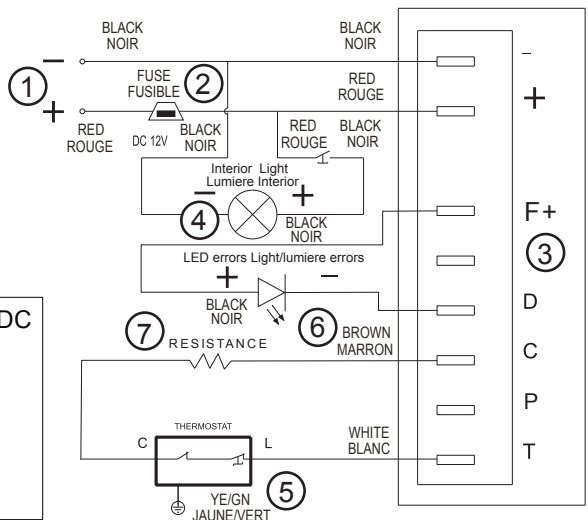 BLACK
NOIR
BLACK
NOIR
−
−
1
FUSE
FUSIBLE
2
RED
ROUGE
+
+
RED
ROUGE
DC 12V
BLACK
NOIR
RED
ROUGE
BLACK
NOIR
Interior Light
Lumiere Interior
−
+
4
BLACK
NOIR
F+
3
LED errors Light/lumiere errors
+
−
BLACK
NOIR
D
DC
6
7
RESISTANCE
BROWN
MARRON
C
P
THERMOSTAT
C
L
WHITE
BLANC
T
5
YE/GN
JAUNE/VERT